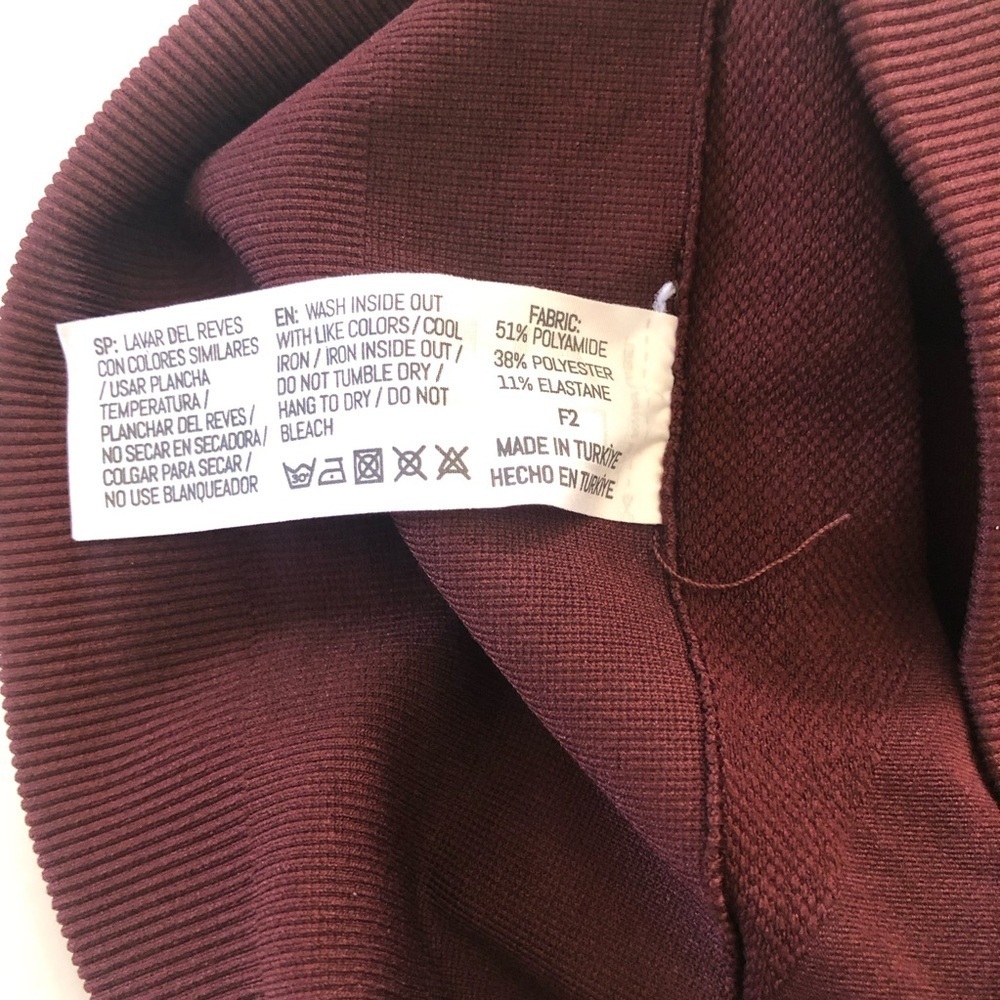 SP: LAVAR DEL REVES
CON COLORES SIMILARES
/ USAR PLANCHA
TEMPERATURA /
PLANCHAR DEL REVES /
NO SECAR EN SECADORA /
COLGAR PARA SECAR /
NO USE BLANQUEADOR
EN: WASH INSIDE OUT
WITH LIKE COLORS / COOL
IRON / IRON INSIDE OUT /
DO NOT TUMBLE DRY /
HANG TO DRY / DO NOT
BLEACH
30°
FABRIC:
51% POLYAMIDE
38% POLYESTER
11% ELASTANE
F2
MADE IN TURKİYE
HECHO EN TURKİYE